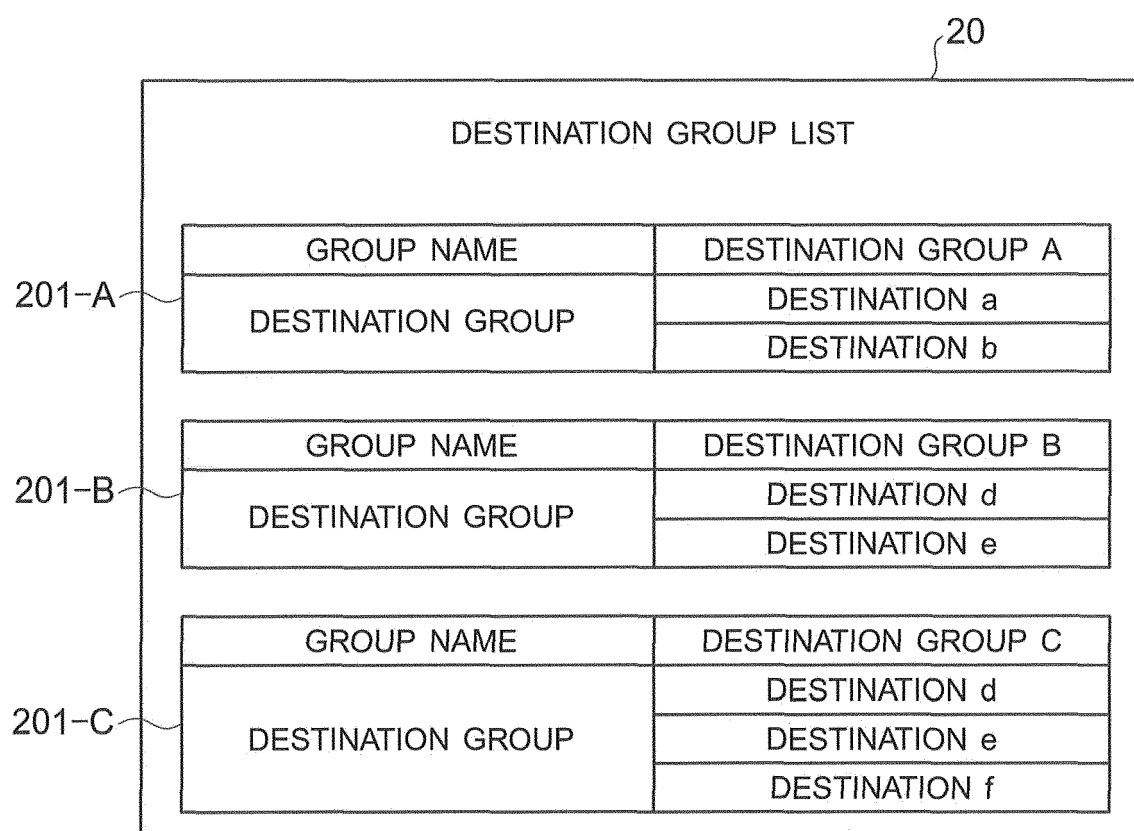 20
DESTINATION GROUP LIST
GROUP NAME DESTINATION GROUP A
201-A DESTINATION GROUP DESTINATION a
DESTINATION b
GROUP NAME DESTINATION GROUP B
201-B DESTINATION GROUP DESTINATION d
DESTINATION e
GROUP NAME DESTINATION GROUP C
201-C DESTINATION GROUP DESTINATION d
DESTINATION e
DESTINATION f